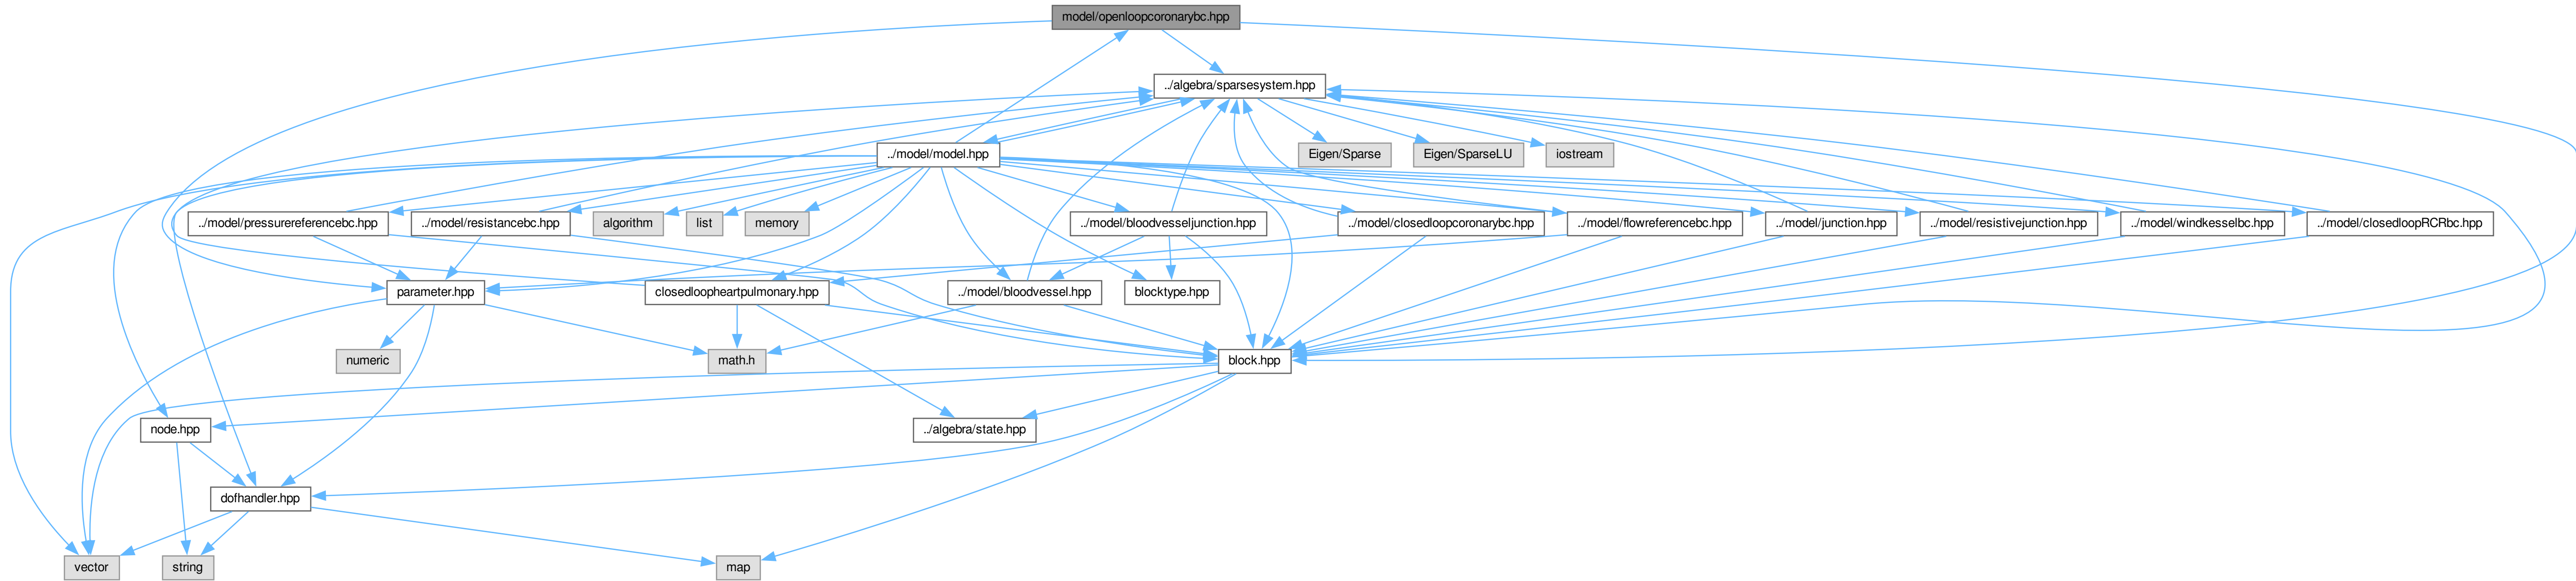 model/openloopcoronarybc.hpp
../algebra/sparsesystem.hpp
../model/model.hpp
Eigen/Sparse
Eigen/SparseLU
iostream
../model/pressurereferencebc.hpp
../model/resistancebc.hpp
algorithm
list
memory
../model/bloodvesseljunction.hpp
../model/closedloopcoronarybc.hpp
../model/flowreferencebc.hpp
../model/junction.hpp
../model/resistivejunction.hpp
../model/windkesselbc.hpp
../model/closedloopRCRbc.hpp
parameter.hpp
closedloopheartpulmonary.hpp
../model/bloodvessel.hpp
blocktype.hpp
numeric
math.h
block.hpp
node.hpp
../algebra/state.hpp
dofhandler.hpp
vector
string
map